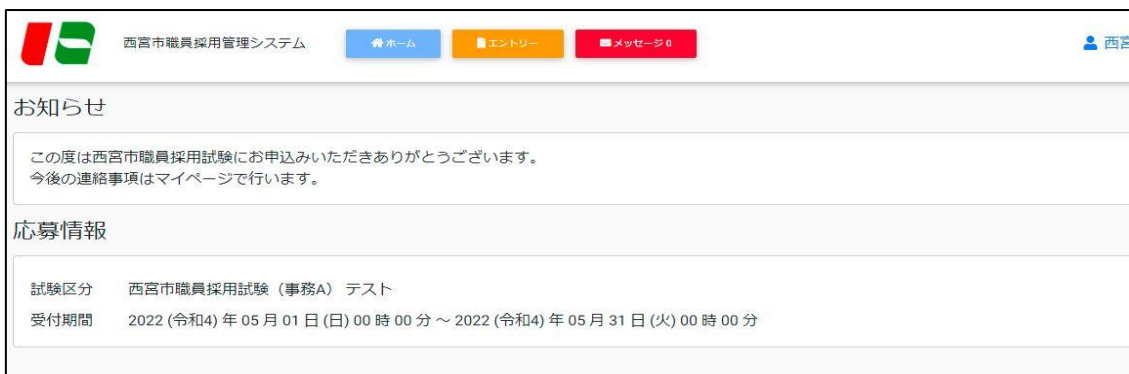 西宮市職員採用管理システム ホーム エントリー メッセージ 0 西宮
お知らせ
この度は西宮市職員採用試験にお申込みいただきありがとうございます。
今後の連絡事項はマイページで行います。
応募情報
試験区分 西宮市職員採用試験（事務A） テスト
受付期間 2022 (令和4) 年 05 月 01 日 (日) 00 時 00 分 ～ 2022 (令和4) 年 05 月 31 日 (火) 00 時 00 分